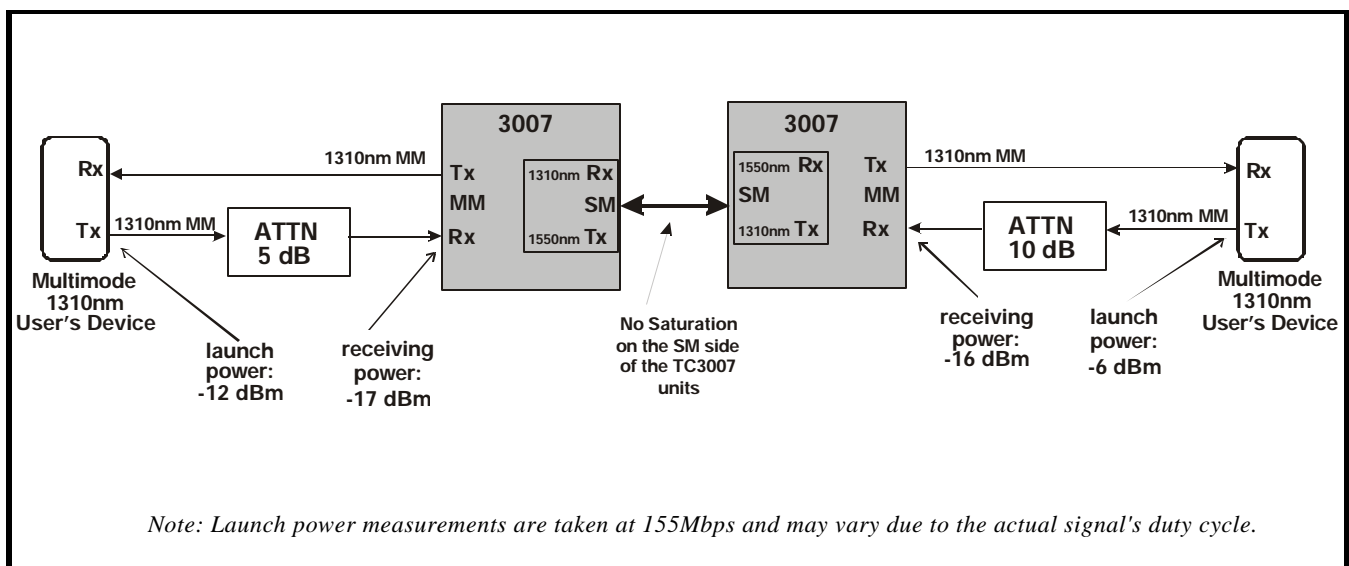 3007
3007
Rx
1310nm MM
Tx
MM
Rx
1310nm Rx
SM
1550nm Tx
1550nm Rx
SM
1310nm Tx
Tx
MM
Rx
1310nm MM
Rx
Tx
1310nm MM
ATTN
5 dB
ATTN
10 dB
1310nm MM
Tx
Multimode
1310nm
User's Device
launch
power:
-12 dBm
receiving
power:
-17 dBm
No Saturation
on the SM side
of the TC3007
units
receiving
power:
-16 dBm
launch
power:
-6 dBm
Multimode
1310nm
User's Device
Note: Launch power measurements are taken at 155Mbps and may vary due to the actual signal's duty cycle.